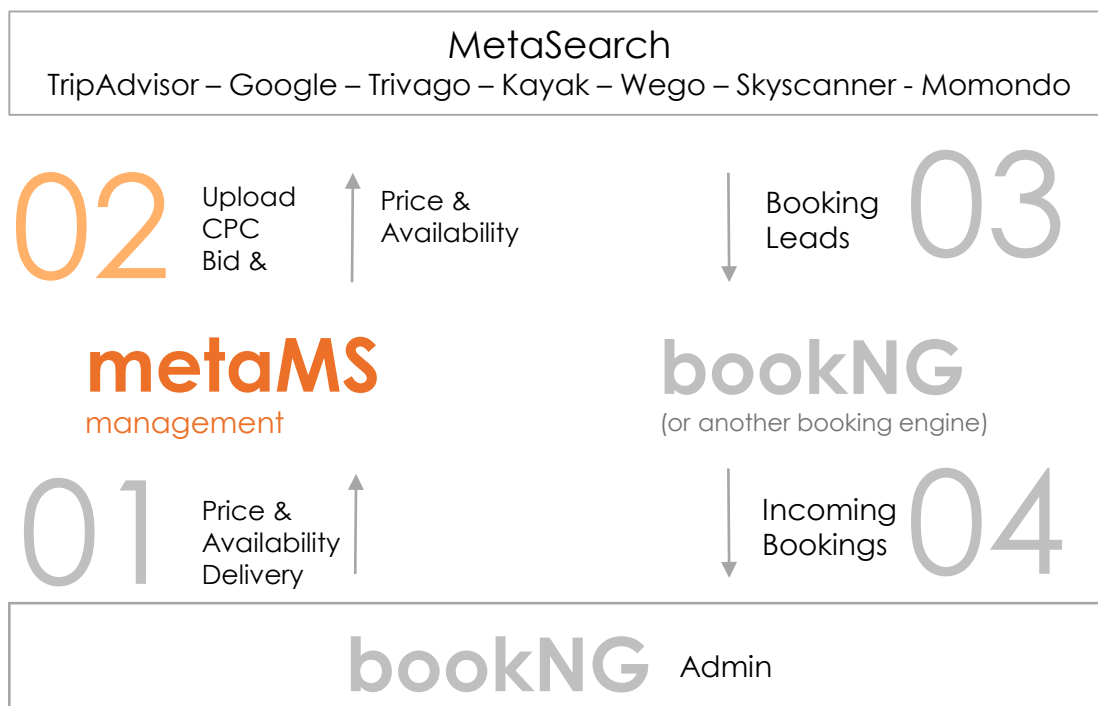 MetaSearch
TripAdvisor – Google – Trivago – Kayak – Wego – Skyscanner - Momondo
02
Upload
CPC
Bid &
Price &
Availability
Booking
Leads
03
metaMS
management
bookNG
(or another booking engine)
01
Price &
Availability
Delivery
Incoming
Bookings
04
bookNG Admin